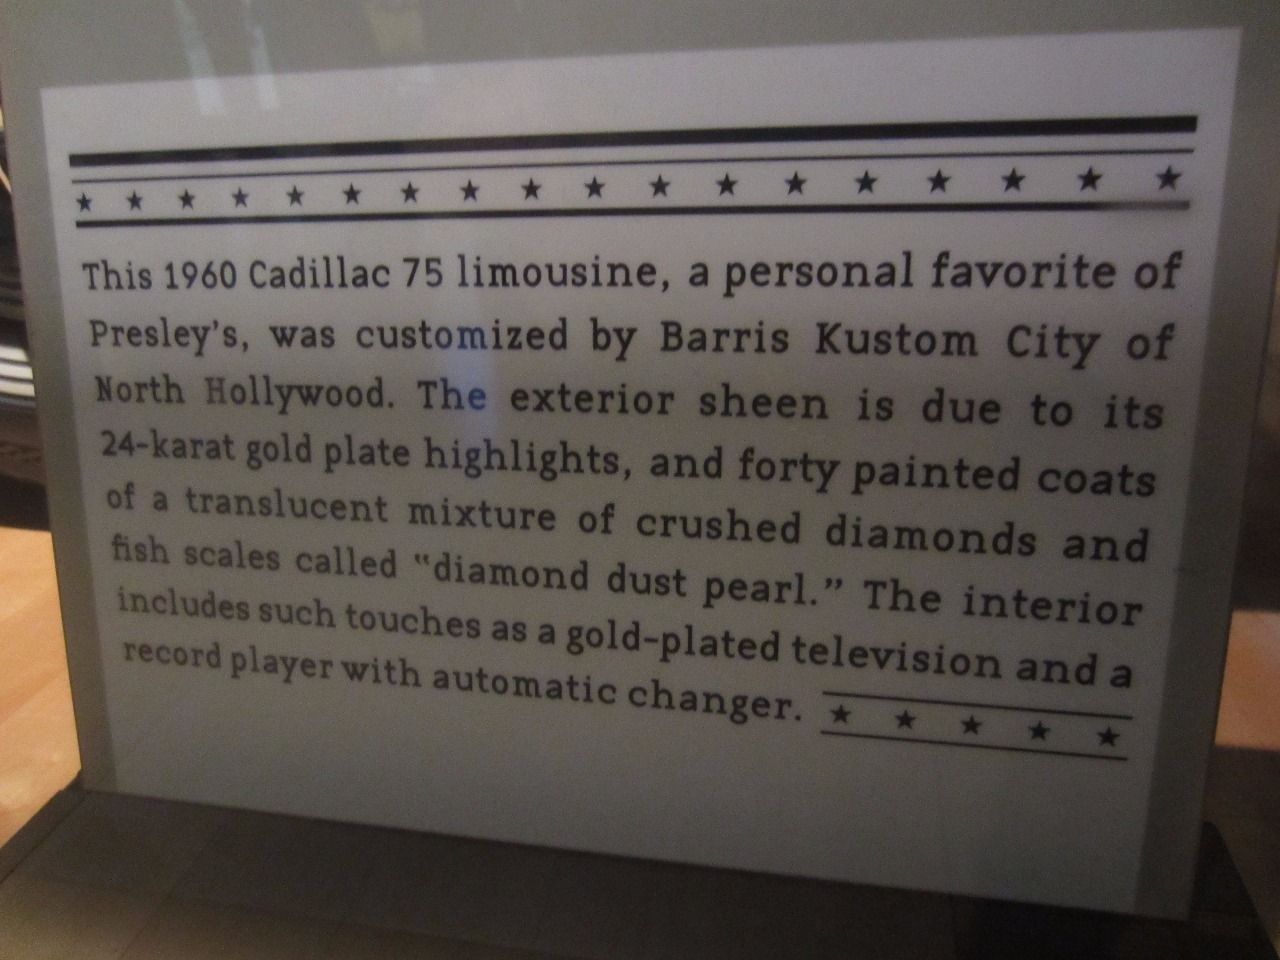 This 1960 Cadillac 75 limousine, a personal favorite of
Presley's, was customized by Barris Kustom City of
North Hollywood. The exterior sheen is due to its
24-karat gold plate highlights, and forty painted coats
of a translucent mixture of crushed diamonds and
fish scales called “diamond dust pearl.” The interior
includes such touches as a gold-plated television and a
record player with automatic changer.